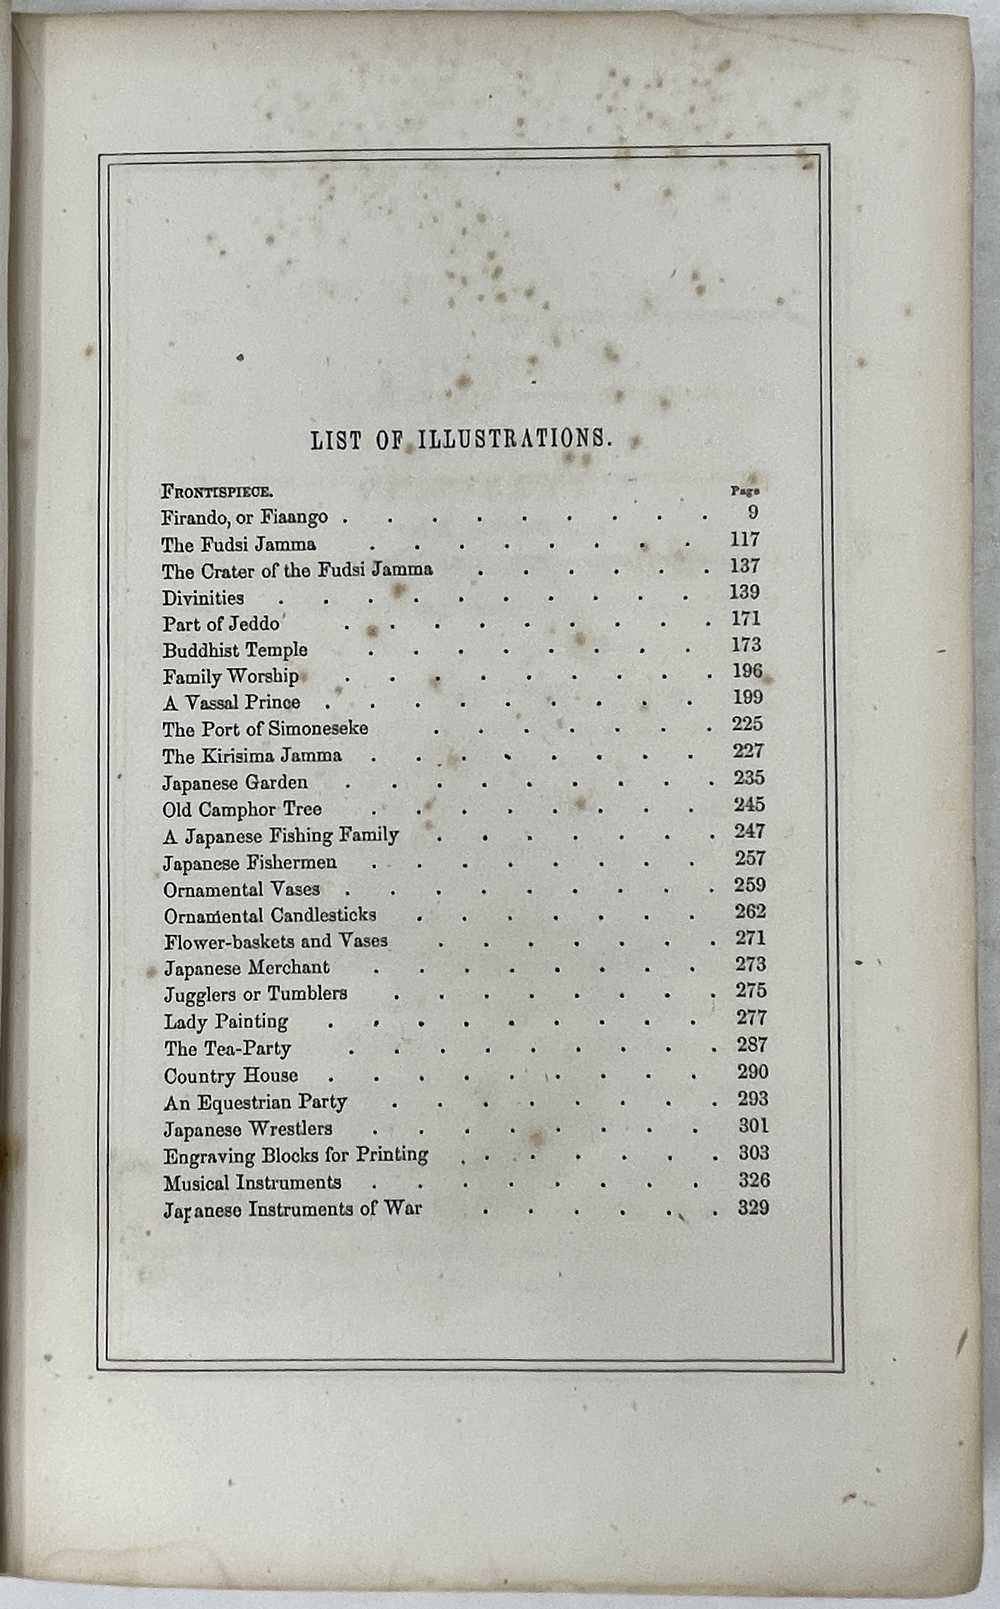 LIST OF ILLUSTRATIONS.
FRONTISPIECE. Page
Firando, or Fiaango . . . . . . . . . 9
The Fudsi Jamma . . . . . . . . 117
The Crater of the Fudsi Jamma . . . . . . 137
Divinities . . . . . . . . . . 139
Part of Jeddo . . . . . . . . . 171
Buddhist Temple . . . . . . . . 173
Family Worship . . . . . . . . . 196
A Vassal Prince . . . . . . . . . 199
The Port of Simoneseke . . . . . . . 225
The Kirisima Jamma . . . . . . . . 227
Japanese Garden . . . . . . . . . 235
Old Camphor Tree . . . . . . . . 245
A Japanese Fishing Family . . . . . . . 247
Japanese Fishermen . . . . . . . . 257
Ornamental Vases . . . . . . . . . 259
Ornamental Candlesticks . . . . . . . 262
Flower-baskets and Vases . . . . . . . 271
Japanese Merchant . . . . . . . . 273
Jugglers or Tumblers . . . . . . . . 275
Lady Painting . . . . . . . . . 277
The Tea-Party . . . . . . . . . 287
Country House . . . . . . . . . 290
An Equestrian Party . . . . . . . . 293
Japanese Wrestlers . . . . . . . . 301
Engraving Blocks for Printing . . . . . . . 303
Musical Instruments . . . . . . . . 326
Japanese Instruments of War . . . . . . 329